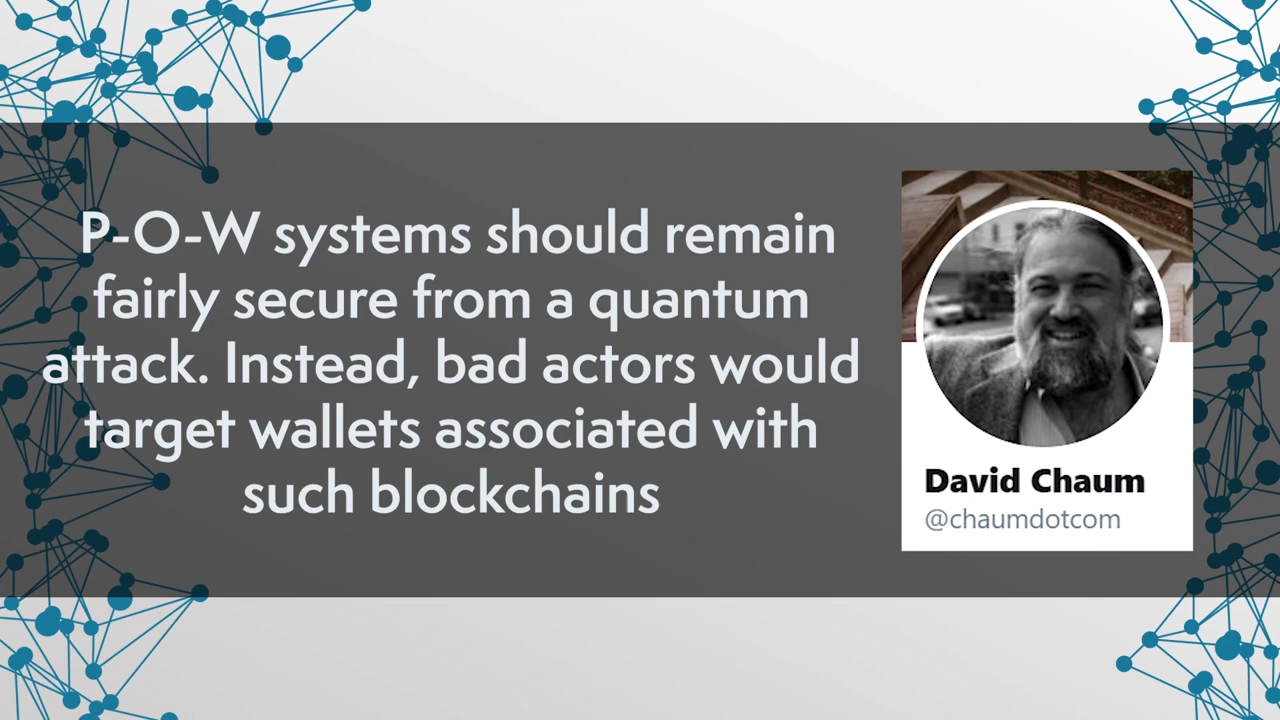 P-O-W systems should remain
fairly secure from a quantum
attack. Instead, bad actors would
target wallets associated with
such blockchains
David Chaum
@chaumdotcom